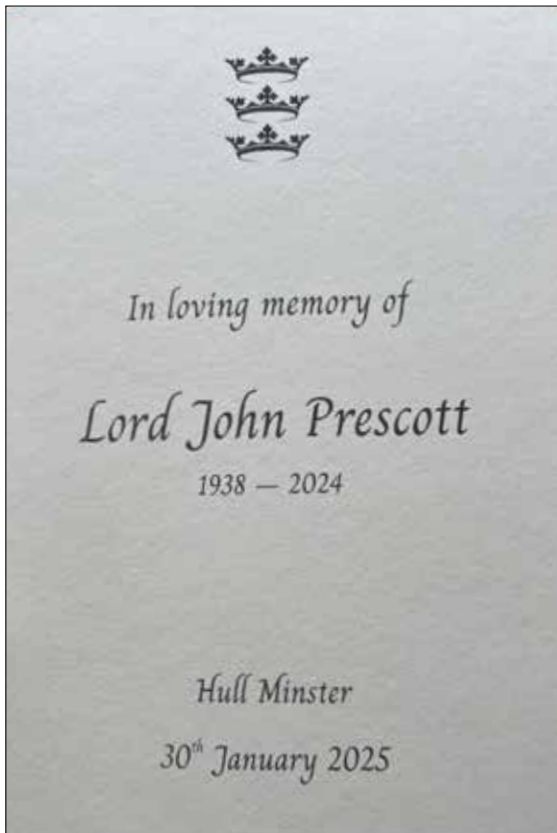 In loving memory of
Lord John Prescott
1938 — 2024
Hull Minster
30th January 2025